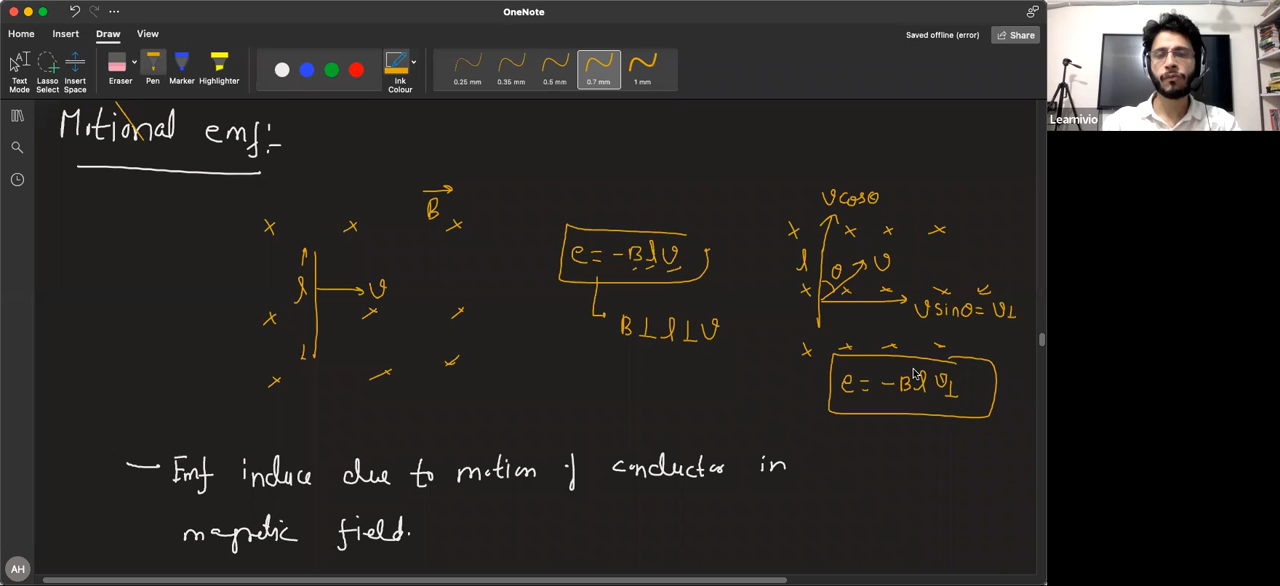 OneNote
Home Insert Draw View
Saved offline (error)
Share
Text Mode
Lasso Select
Insert Space
Eraser
Pen
Marker
Highlighter
Ink Colour
0.25 mm
0.35 mm
0.5 mm
0.7 mm
1 mm
Learnivio
Motional emf:-
B
l
v
e = -Blv
B⊥l⊥v
v cosθ
l
θ
v
v sinθ = v⊥
e = -Blv⊥
— Emf induce due to motion of conductor in
magnetic field.
AH